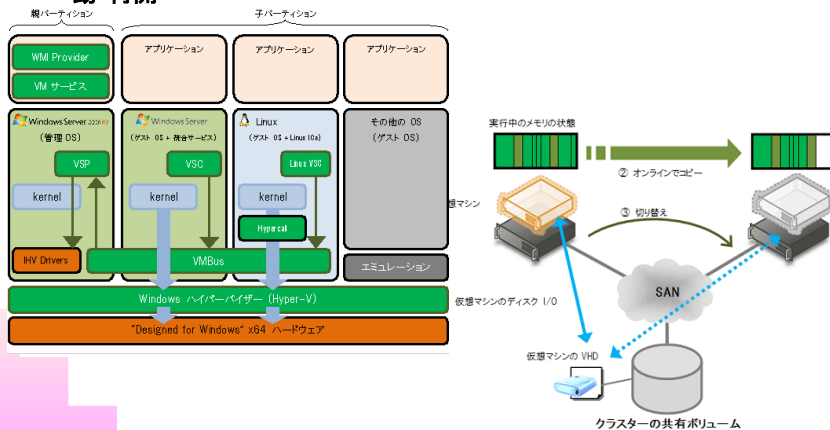 親パーティション
子パーティション
WMI Provider
VM サービス
アプリケーション
アプリケーション
アプリケーション
Windows Server 2008 R2
(管理 OS)
VSP
kernel
IHV Drivers
Windows Server
(ゲスト OS + 統合サービス)
VSC
kernel
Linux
(ゲスト OS + Linux ICs)
Linux VSC
kernel
Hypercal
その他の OS
(ゲスト OS)
VMBus
エミュレーション
Windows ハイパーバイザー (Hyper-V)
"Designed for Windows" x64 ハードウェア
実行中のメモリの状態
② オンラインでコピー
想マシン
③ 切り替え
SAN
仮想マシンのディスク I/O
仮想マシンの VHD
クラスターの共有ボリューム